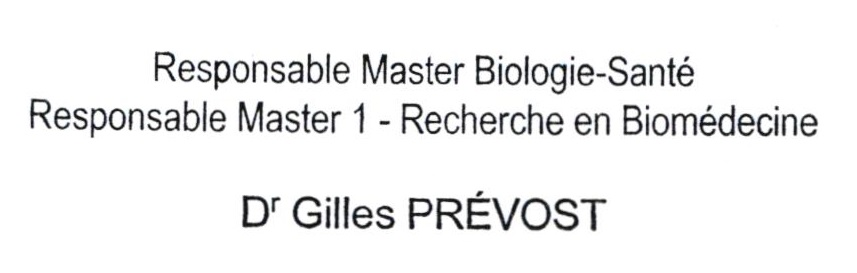 Responsable Master Biologie-Santé
Responsable Master 1 - Recherche en Biomédecine
Dʳ Gilles PRÉVOST